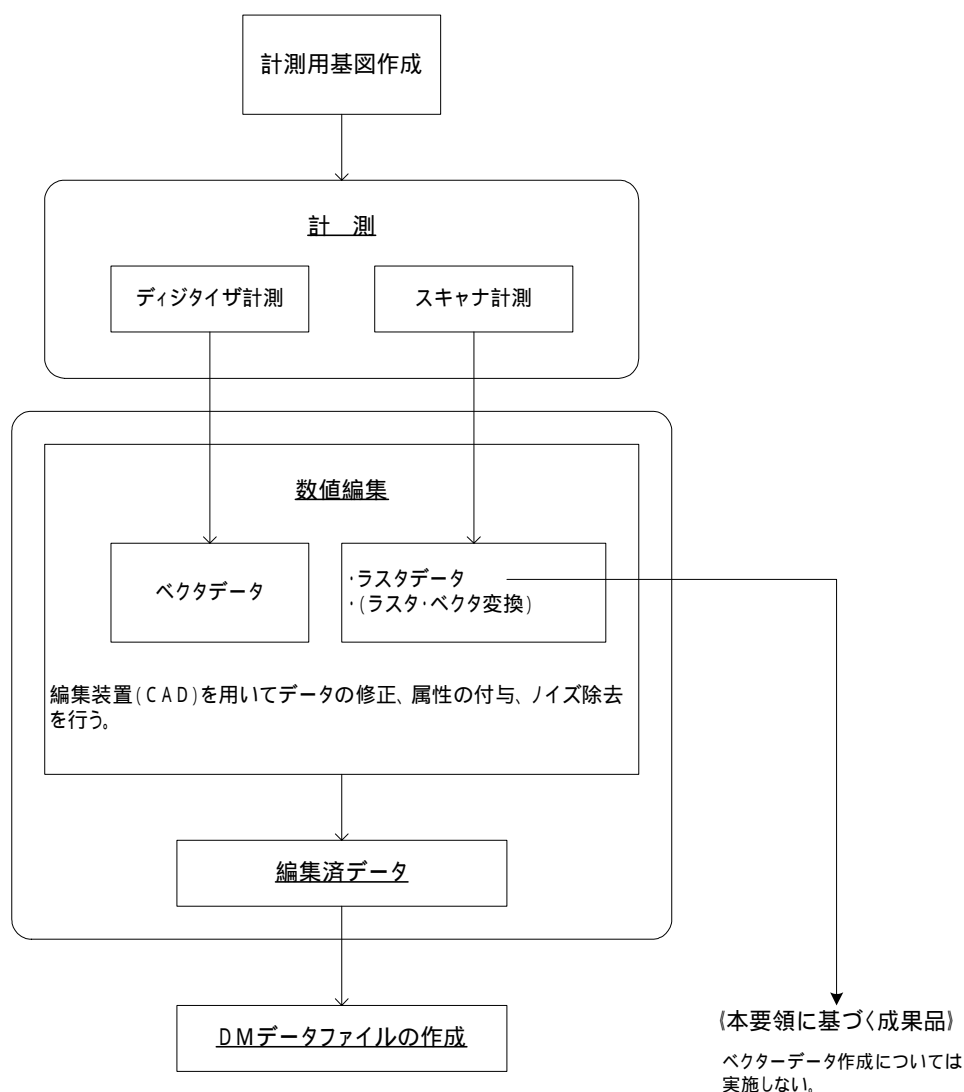 計測用基図作成
計　測
ディジタイザ計測
スキャナ計測
数値編集
ベクタデータ
・ラスタデータ
・(ラスタ・ベクタ変換)
編集装置(CAD)を用いてデータの修正、属性の付与、ノイズ除去
を行う。
編集済データ
DMデータファイルの作成
《本要領に基づく成果品》
ベクターデータ作成については
実施しない。